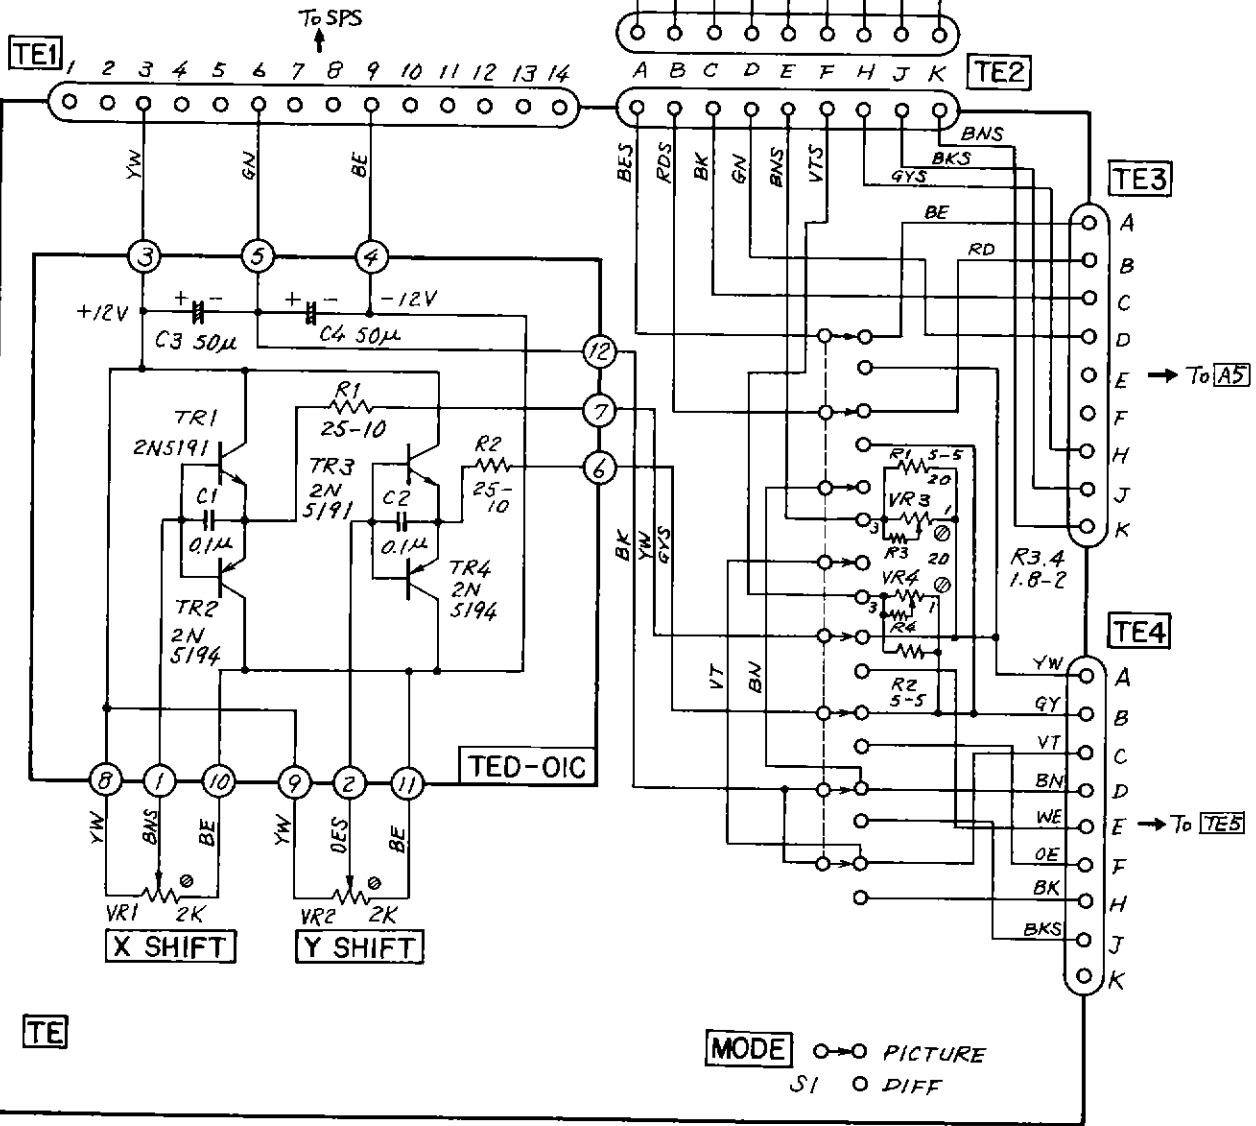 To SPS
TE1
1 2 3 4 5 6 7 8 9 10 11 12 13 14
A B C D E F H J K
TE2
YW
GN
BE
BES
RDS
BK
GN
BNS
VTS
BNS
BKS
GYS
TE3
BE
A
RD
B
C
D
E
To A5
F
H
J
K
3
5
4
+12V
+ -
+ -
-12V
C3 50μ
C4 50μ
12
7
6
R1
25-10
TR1
2N5191
TR3
2N
5191
R2
25-
10
C1
0.1μ
C2
0.1μ
TR2
2N
5194
TR4
2N
5194
BK
YW
GYS
VT
BN
R1 5-5
20
VR3
1
3
R3
20
VR4
3
1
R4
R2
5-5
R3.4
1.8-2
TE4
YW
A
GY
B
VT
C
BN
D
WE
E
To TE5
OE
F
BK
H
BKS
J
K
TED-01C
8
1
10
9
2
11
YW
BNS
BE
YW
OES
BE
VR1 2K
VR2 2K
X SHIFT
Y SHIFT
TE
MODE
PICTURE
S1
DIFF